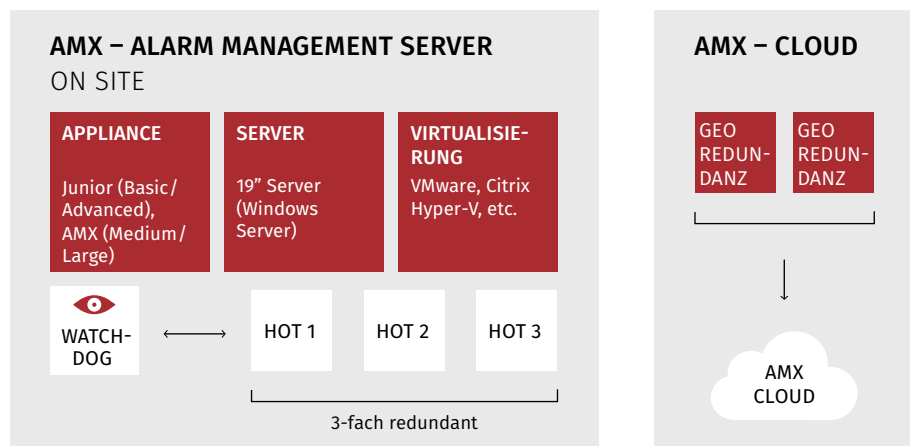 AMX – ALARM MANAGEMENT SERVER
ON SITE
APPLIANCE
Junior (Basic/
Advanced),
AMX (Medium/
Large)
SERVER
19” Server
(Windows
Server)
VIRTUALISIE-
RUNG
VMware, Citrix
Hyper-V, etc.
WATCH-
DOG
HOT 1
HOT 2
HOT 3
3-fach redundant
AMX – CLOUD
GEO
REDUN-
DANZ
GEO
REDUN-
DANZ
AMX
CLOUD